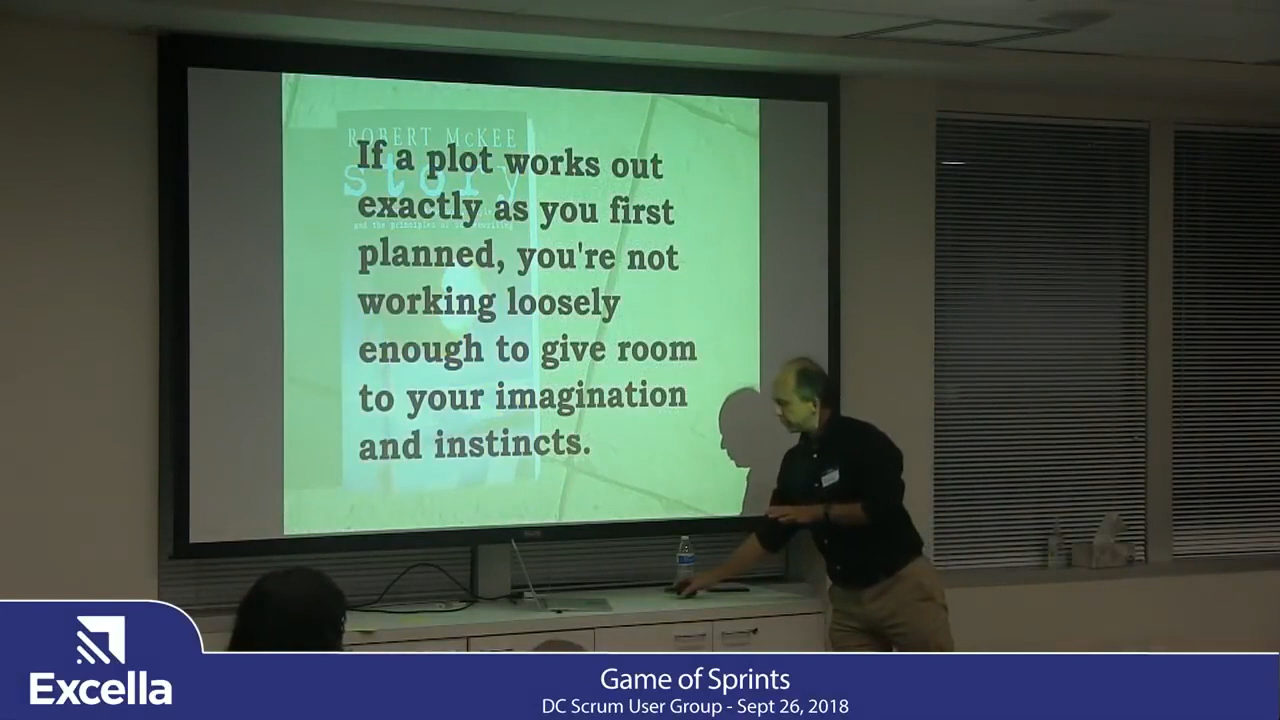 ROBERT McKEE
story
If a plot works out
exactly as you first
planned, you're not
working loosely
enough to give room
to your imagination
and instincts.
Excella
Game of Sprints
DC Scrum User Group - Sept 26, 2018